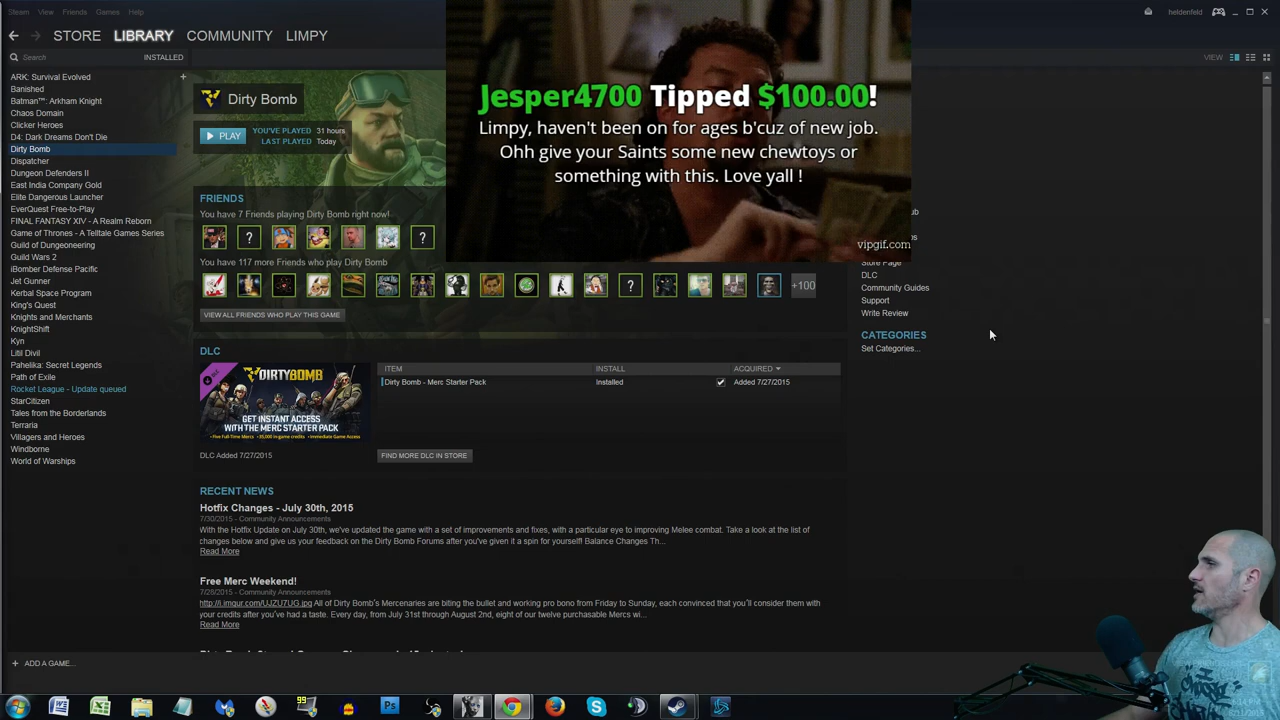 Steam View Friends Games Help
heldenfeld
STORE LIBRARY COMMUNITY LIMPY
Search INSTALLED
VIEW
ARK: Survival Evolved
Banished
Batman™: Arkham Knight
Chaos Domain
Clicker Heroes
D4: Dark Dreams Don't Die
Dirty Bomb
Dispatcher
Dungeon Defenders II
East India Company Gold
Elite Dangerous Launcher
EverQuest Free-to-Play
FINAL FANTASY XIV - A Realm Reborn
Game of Thrones - A Telltale Games Series
Guild of Dungeoneering
Guild Wars 2
iBomber Defense Pacific
Jet Gunner
Kerbal Space Program
King's Quest
Knights and Merchants
KnightShift
Kyn
Litil Divil
Pahelika: Secret Legends
Path of Exile
Rocket League - Update queued
StarCitizen
Tales from the Borderlands
Terraria
Villagers and Heroes
Windborne
World of Warships
+ ADD A GAME...
Dirty Bomb
PLAY
YOU'VE PLAYED 31 hours
LAST PLAYED Today
Jesper4700 Tipped $100.00!
Limpy, haven't been on for ages b'cuz of new job.
Ohh give your Saints some new chewtoys or
something with this. Love yall !
vipgif.com
FRIENDS
You have 7 Friends playing Dirty Bomb right now!
You have 117 more Friends who play Dirty Bomb
+100
VIEW ALL FRIENDS WHO PLAY THIS GAME
Store Page
DLC
Community Guides
Support
Write Review
CATEGORIES
Set Categories...
DLC
DIRTYBOMB
GET INSTANT ACCESS
WITH THE MERC STARTER PACK
DLC Added 7/27/2015
ITEM INSTALL ACQUIRED
Dirty Bomb - Merc Starter Pack Installed Added 7/27/2015
FIND MORE DLC IN STORE
RECENT NEWS
Hotfix Changes - July 30th, 2015
7/30/2015 - Community Announcements
With the Hotfix Update on July 30th, we've updated the game with a set of improvements and fixes, with a particular eye to improving Melee combat. Take a look at the list of
changes below and give us your feedback on the Dirty Bomb Forums after you've given it a spin for yourself! Balance Changes Th...
Read More
Free Merc Weekend!
7/28/2015 - Community Announcements
http://i.imgur.com/UJZU7UG.jpg All of Dirty Bomb's Mercenaries are biting the bullet and working pro bono from Friday to Sunday, each convinced that you'll consider them with
your credits after you've had a taste. Every day, from July 31st through August 2nd, eight of our twelve purchasable Mercs wi...
Read More
99